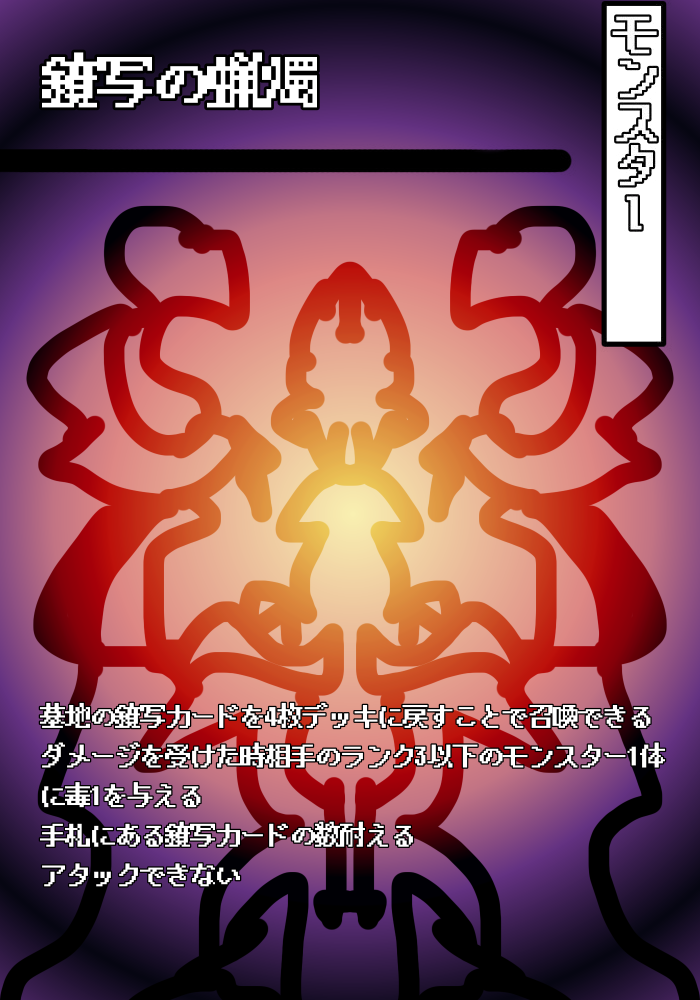 鏡写の蝋燭
モンスター
墓地の鏡写カードを4枚デッキに戻すことで召喚できる
ダメージを受けた時相手のランク3以下のモンスター1体
に毒1を与える
手札にある鏡写カードの数耐える
アタックできない